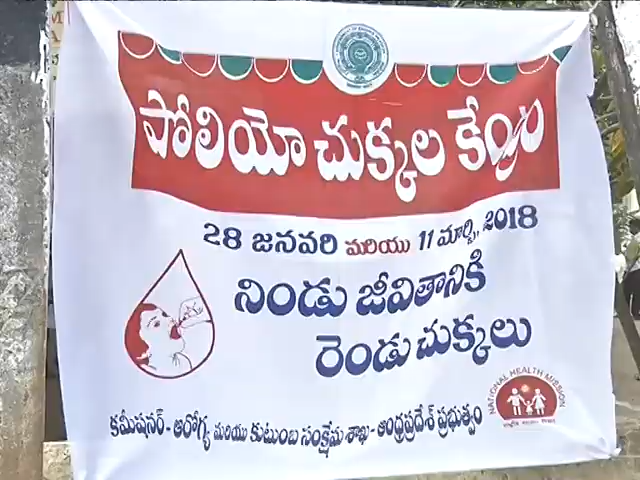 పోలియో చుక్కల కేంద్రం
28 జనవరి మరియు 11 మార్చి, 2018
నిండు జీవితానికి
రెండు చుక్కలు
NATIONAL HEALTH MISSION
కమీషనర్ - ఆరోగ్య మరియు కుటుంబ సంక్షేమ శాఖ - ఆంధ్రప్రదేశ్ ప్రభుత్వం